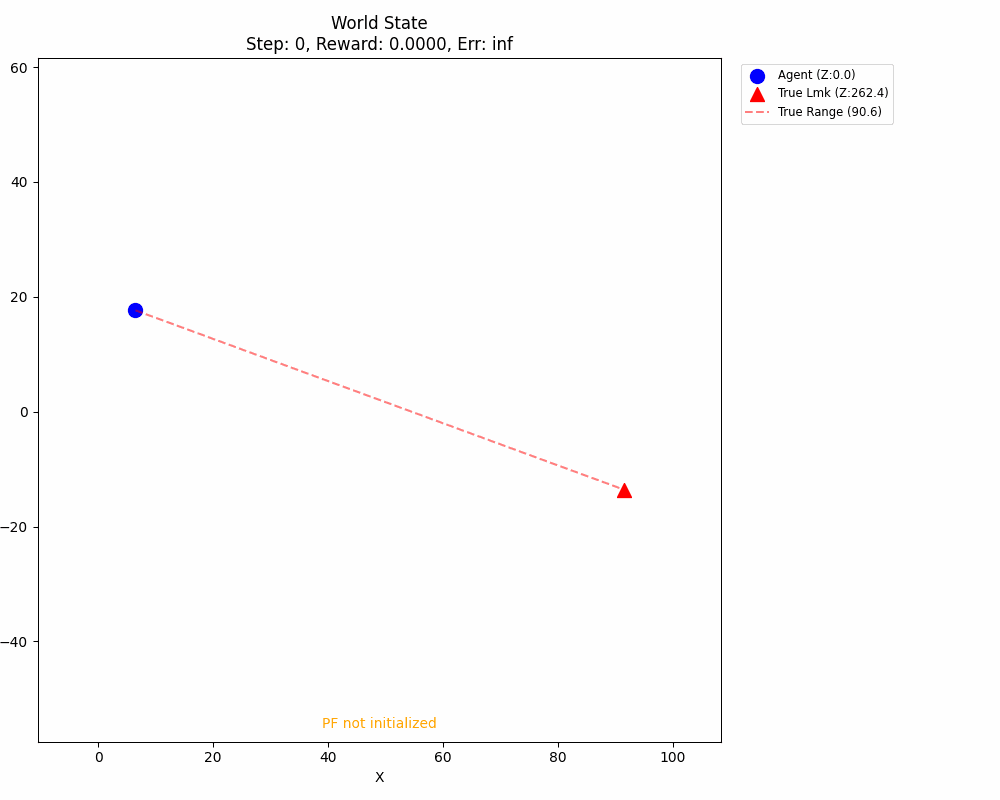 World State
Step: 0, Reward: 0.0000, Err: inf
Agent (Z:0.0)
True Lmk (Z:262.4)
True Range (90.6)
60
40
20
0
−20
−40
PF not initialized
0 20 40 60 80 100
X